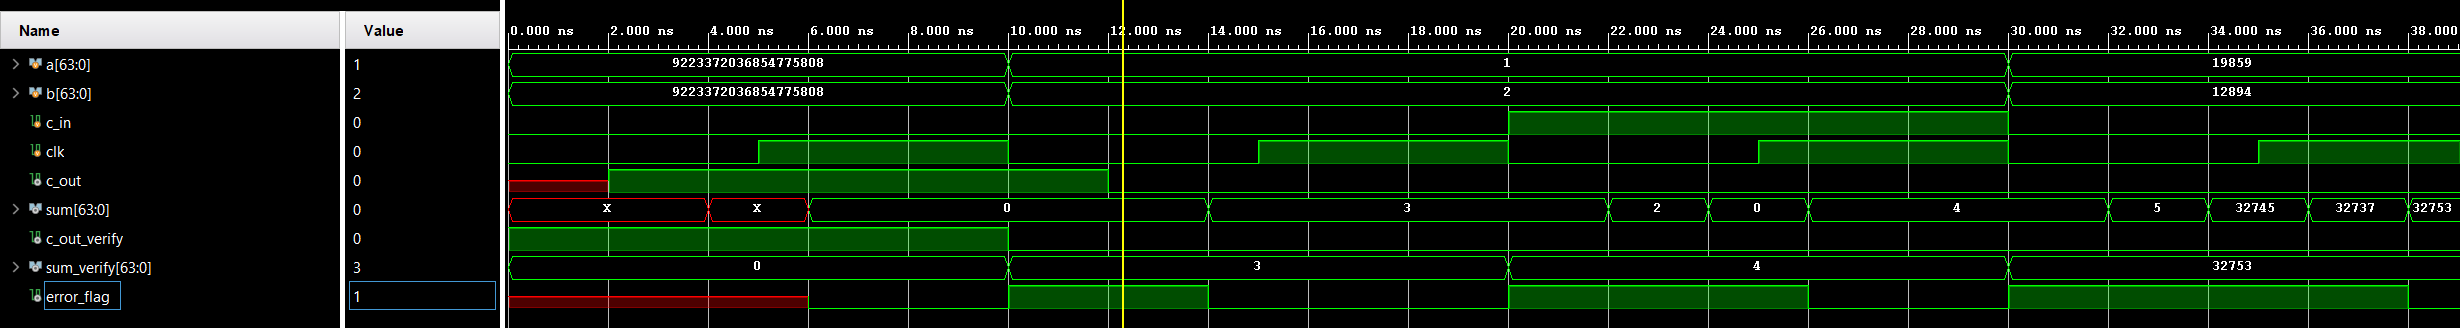 Name Value 0.000 ns 2.000 ns 4.000 ns 6.000 ns 8.000 ns 10.000 ns 12.000 ns 14.000 ns 16.000 ns 18.000 ns 20.000 ns 22.000 ns 24.000 ns 26.000 ns 28.000 ns 30.000 ns 32.000 ns 34.000 ns 36.000 ns 38.000
a[63:0] 1 9223372036854775808 1 19859
b[63:0] 2 9223372036854775808 2 12894
c_in 0
clk 0
c_out 0
sum[63:0] 0 X X 0 3 2 0 4 5 32745 32737 32753
c_out_verify 0
sum_verify[63:0] 3 0 3 4 32753
error_flag 1